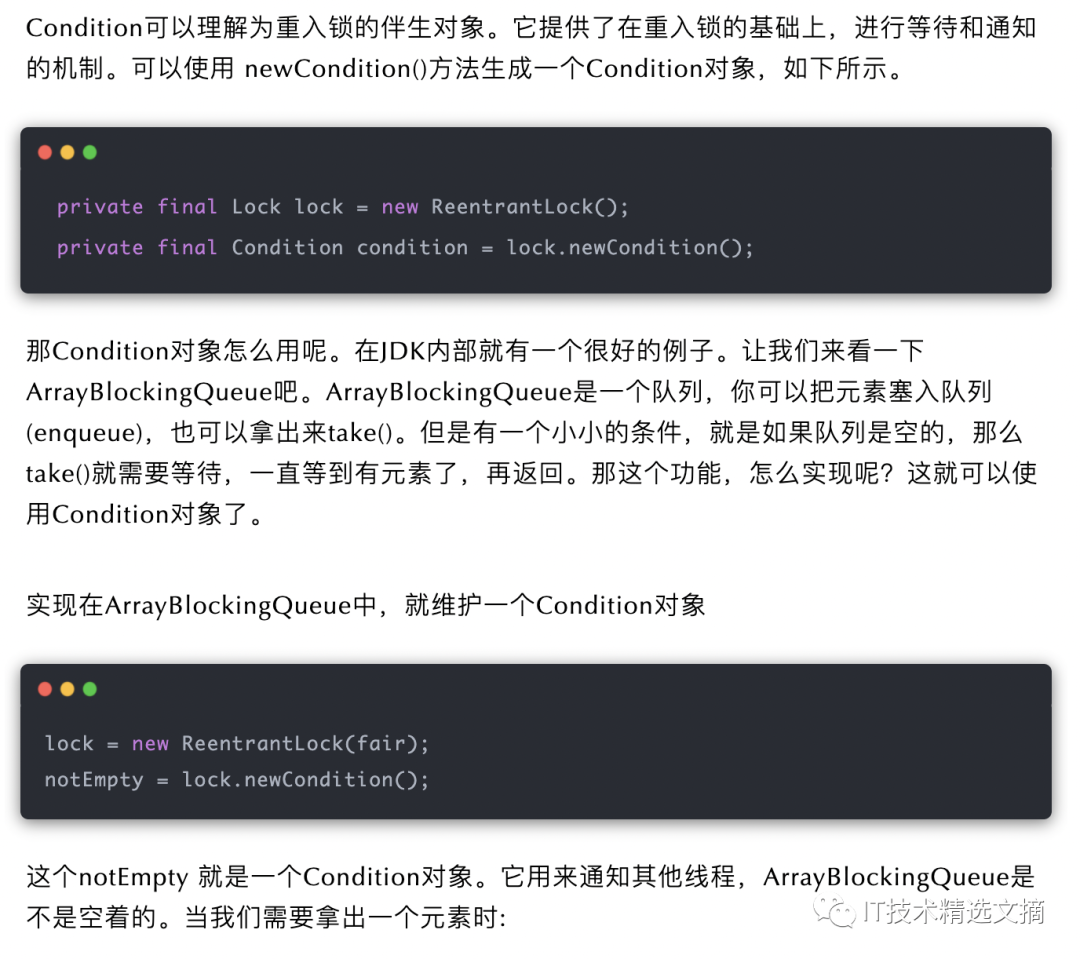 Condition可以理解为重入锁的伴生对象。它提供了在重入锁的基础上，进行等待和通知
的机制。可以使用 newCondition()方法生成一个Condition对象，如下所示。
private final Lock lock = new ReentrantLock();
private final Condition condition = lock.newCondition();
那Condition对象怎么用呢。在JDK内部就有一个很好的例子。让我们来看一下
ArrayBlockingQueue吧。ArrayBlockingQueue是一个队列，你可以把元素塞入队列
(enqueue)，也可以拿出来take()。但是有一个小小的条件，就是如果队列是空的，那么
take()就需要等待，一直等到有元素了，再返回。那这个功能，怎么实现呢？这就可以使
用Condition对象了。
实现在ArrayBlockingQueue中，就维护一个Condition对象
lock = new ReentrantLock(fair);
notEmpty = lock.newCondition();
这个notEmpty 就是一个Condition对象。它用来通知其他线程，ArrayBlockingQueue是
不是空着的。当我们需要拿出一个元素时:
IT技术精选文摘